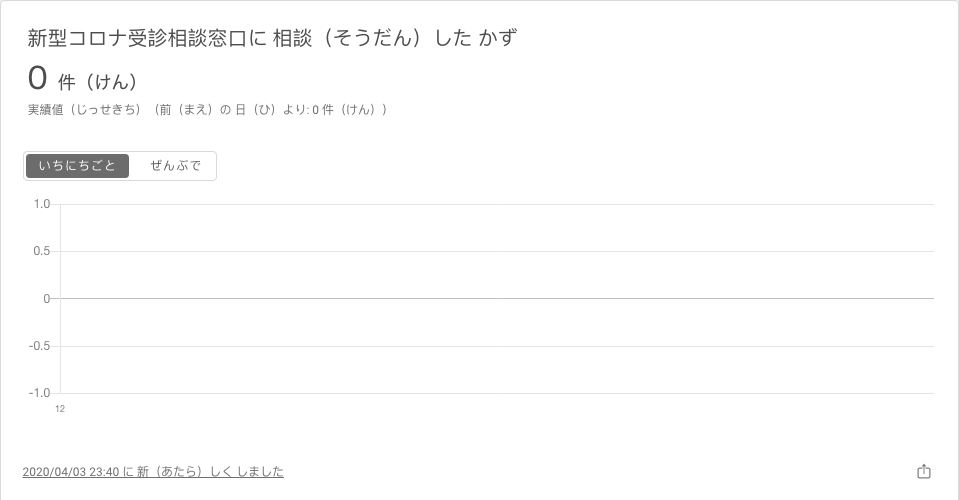 新型コロナ受診相談窓口に 相談（そうだん）した かず
0 件（けん）
実績値（じっせきち）（前（まえ）の 日（ひ）より: 0 件（けん））
いちにちごと ぜんぶで
1.0
0.5
0
-0.5
-1.0
12
2020/04/03 23:40 に 新（あたら）しく しました